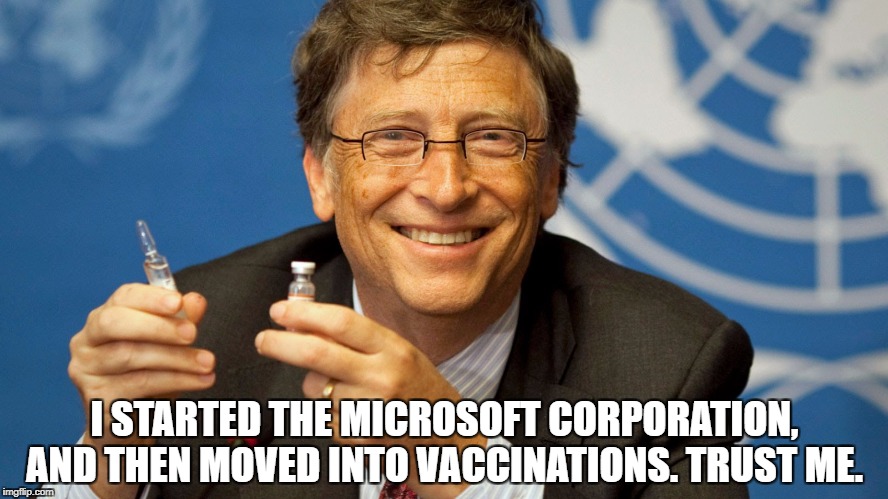 I STARTED THE MICROSOFT CORPORATION,
AND THEN MOVED INTO VACCINATIONS. TRUST ME.
imgflip.com